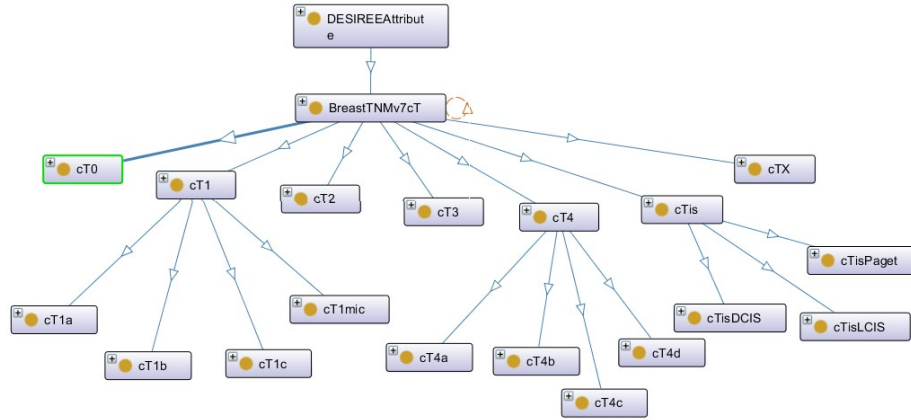 DESIREEAttribut
e
BreastTNMv7cT
cT0
cT1
cT2
cT3
cT4
cTis
cTX
cTisPaget
cT1a
cT1b
cT1c
cT1mic
cT4a
cT4b
cT4c
cT4d
cTisDCIS
cTisLCIS